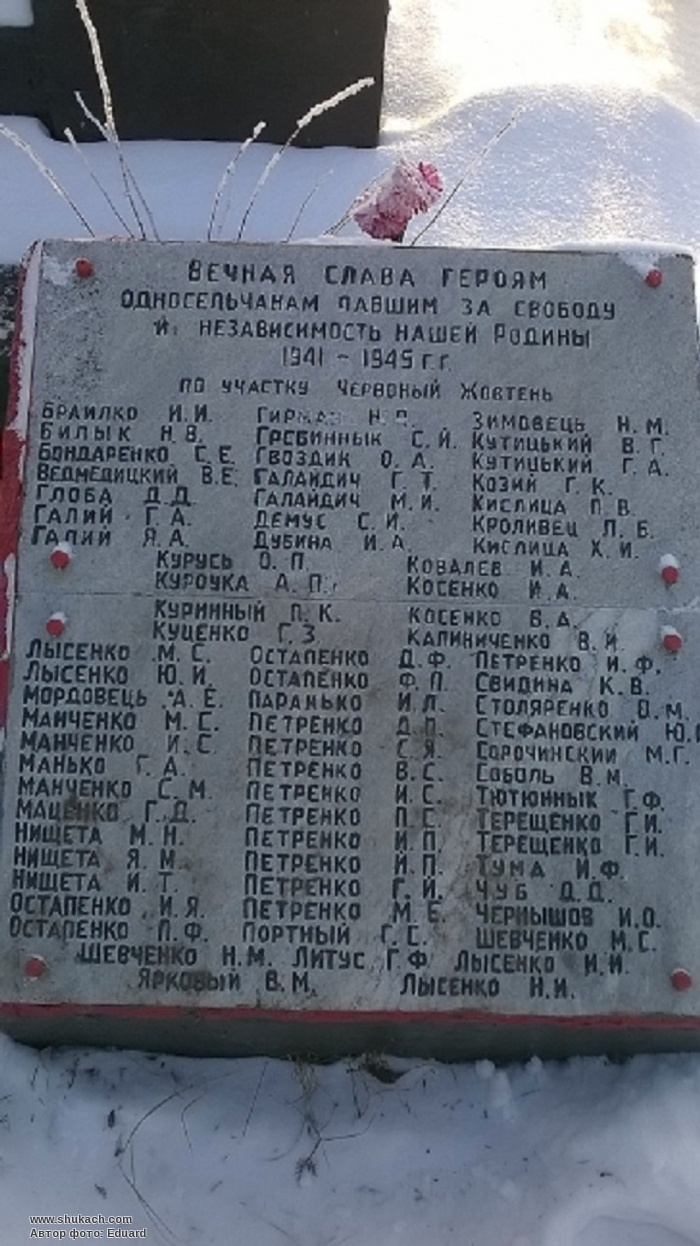 ВЕЧНАЯ СЛАВА ГЕРОЯМ
ОДНОСЕЛЬЧАНАМ ПАВШИМ ЗА СВОБОДУ
И НЕЗАВИСИМОСТЬ НАШЕЙ РОДИНЫ
1941 - 1945 г.г.
ПО УЧАСТКУ ЧЕРВОНЫЙ ЖОВТЕНЬ
БРАИЛКО И.И. Н. ЗИМОВЕЦЬ Н.М.
БИЛЫК Н.В. ГРЕБИННЫК С.И. КУТИЦЬКИЙ В.Г.
БОНДАРЕНКО С.Е. ГВОЗДИК О.А. КУТИЦЬКИЙ Г.А.
ВЕДМЕДИЦКИЙ В.Е. ГАЛАЙДИЧ Г.Т. КОЗИЙ Г.К.
ГЛОБА Д.Д. ГАЛАЙДИЧ М.И. КИСЛИЦА П.В.
ГАЛИЙ Г.А. ДЕМУС С.И. КРОЛИВЕЦ Л.Б.
ГАЛИЙ Я.А. ДУБИНА И.А. КИСЛИЦА Х.И.
КУРУСЬ О.П. КОВАЛЕВ И.А.
КУРОЧКА А.П. КОСЕНКО И.А.
КУРИННЫЙ П.К. КОСЕНКО В.А.
КУЦЕНКО Г.З. КАЛИНИЧЕНКО В.И.
ЛЫСЕНКО М.С. ОСТАПЕНКО Д.Ф. ПЕТРЕНКО И.Ф.
ЛЫСЕНКО Ю.И. ОСТАПЕНКО Ф.П. СВИДИНА К.В.
МОРДОВЕЦЬ А.Е. ПАРАНЬКО И.Л. СТОЛЯРЕНКО О.М.
МАНЧЕНКО М.С. ПЕТРЕНКО Д.П. СТЕФАНОВСКИЙ Ю.
МАНЧЕНКО И.С. ПЕТРЕНКО С.Я. СОРОЧИНСКИЙ М.Г.
МАНЬКО Г.А. ПЕТРЕНКО В.С. СОБОЛЬ В.М.
МАНЧЕНКО С.М. ПЕТРЕНКО И.С. ТЮТЮННЫК Г.Ф.
МАЦЕНКО Г.Д. ПЕТРЕНКО П.С. ТЕРЕЩЕНКО Г.И.
НИЩЕТА М.Н. ПЕТРЕНКО И.П. ТЕРЕЩЕНКО Г.И.
НИЩЕТА Я.М. ПЕТРЕНКО И.П. ТУМА И.Ф.
НИЩЕТА И.Т. ПЕТРЕНКО Г.И. ЧУБ Д.Д.
ОСТАПЕНКО И.Я. ПЕТРЕНКО М.Е. ЧЕРНЫШОВ И.О.
ОСТАПЕНКО П.Ф. ПОРТНЫЙ Г.С. ШЕВЧЕНКО М.С.
ШЕВЧЕНКО Н.М. ЛИТУС Г.Ф ЛЫСЕНКО И.И.
ЯРКОВЫЙ В.М. ЛЫСЕНКО Н.И.
www.shukach.com
Автор фото: Eduard